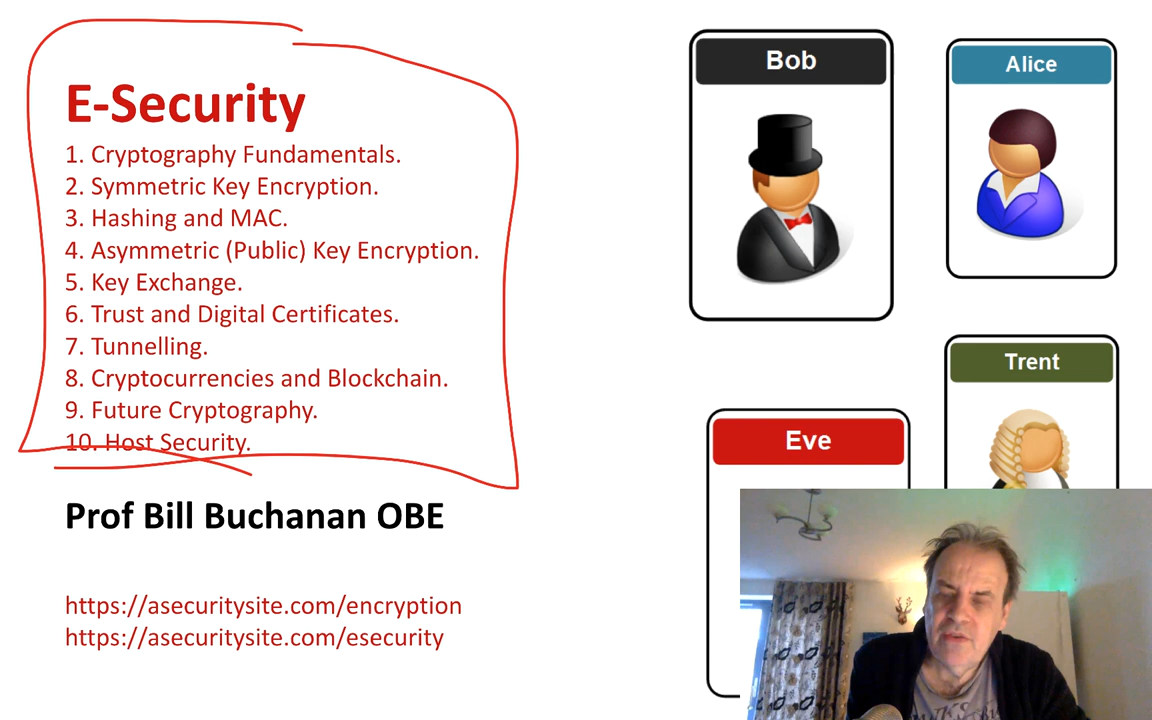 E-Security
1. Cryptography Fundamentals.
2. Symmetric Key Encryption.
3. Hashing and MAC.
4. Asymmetric (Public) Key Encryption.
5. Key Exchange.
6. Trust and Digital Certificates.
7. Tunnelling.
8. Cryptocurrencies and Blockchain.
9. Future Cryptography.
10. Host Security.
Prof Bill Buchanan OBE
https://asecuritysite.com/encryption
https://asecuritysite.com/esecurity
Bob
Alice
Trent
Eve